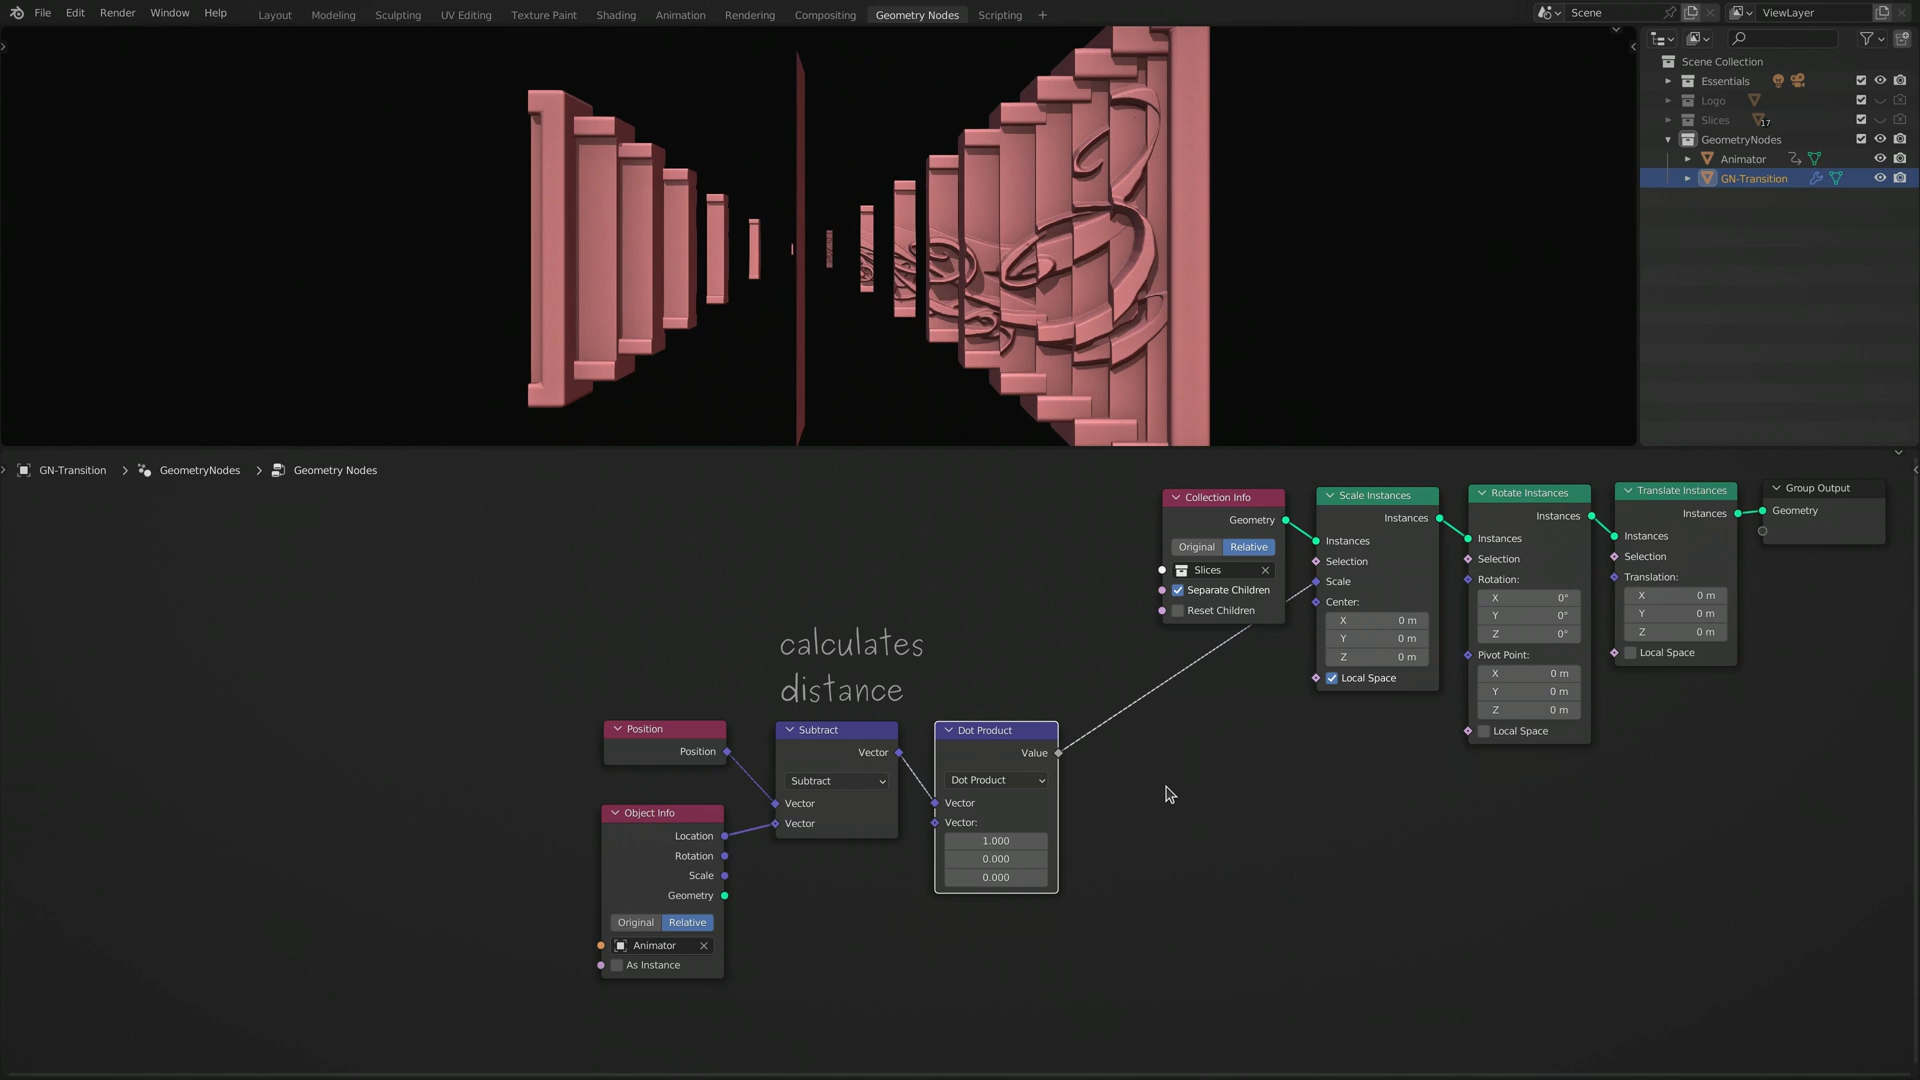 File Edit Render Window Help Layout Modeling Sculpting UV Editing Texture Paint Shading Animation Rendering Compositing Geometry Nodes Scripting + Scene ViewLayer
Scene Collection
Essentials
Logo
Slices 17
GeometryNodes
Animator
GN-Transition
GN-Transition > GeometryNodes > Geometry Nodes
Collection Info
Geometry
Original Relative
Slices
Separate Children
Reset Children
Scale Instances
Instances
Instances
Selection
Scale
Center:
X 0 m
Y 0 m
Z 0 m
Local Space
Rotate Instances
Instances
Instances
Selection
Rotation:
X 0°
Y 0°
Z 0°
Pivot Point:
X 0 m
Y 0 m
Z 0 m
Local Space
Translate Instances
Instances
Instances
Selection
Translation:
X 0 m
Y 0 m
Z 0 m
Local Space
Group Output
Geometry
calculates
distance
Position
Position
Object Info
Location
Rotation
Scale
Geometry
Original Relative
Animator
As Instance
Subtract
Vector
Subtract
Vector
Vector
Dot Product
Value
Dot Product
Vector
Vector:
1.000
0.000
0.000